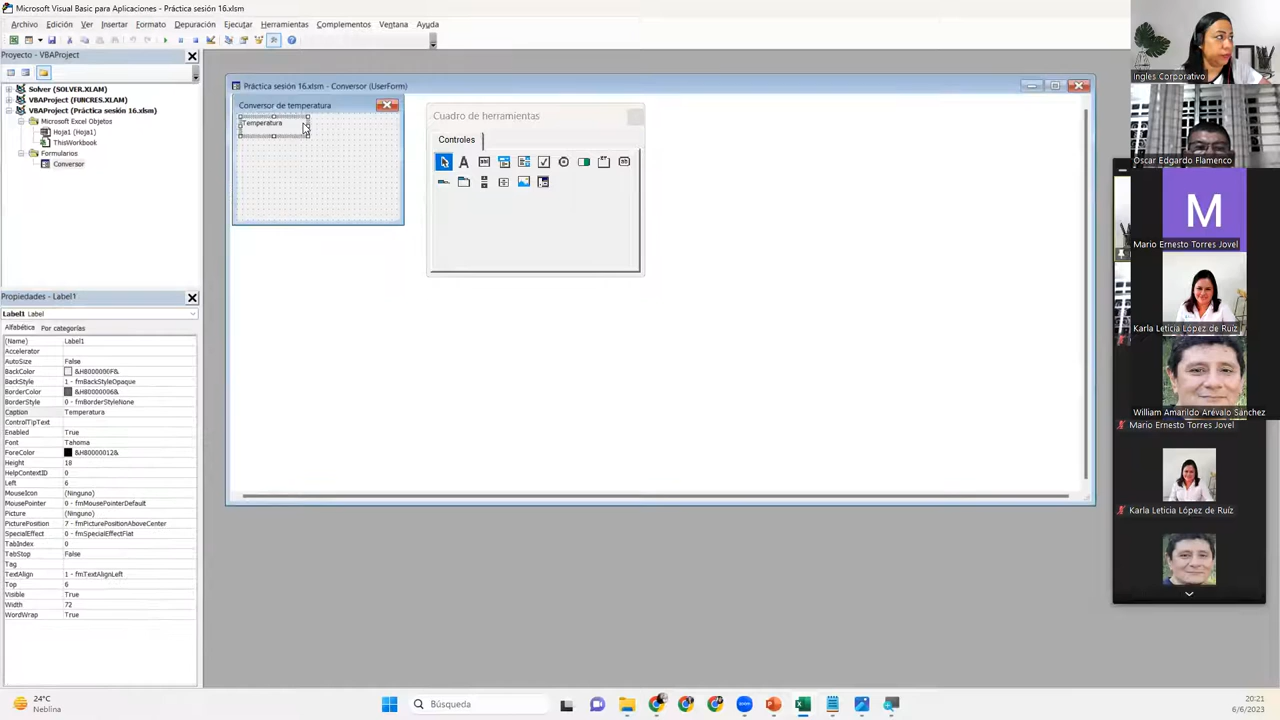 Microsoft Visual Basic para Aplicaciones - Práctica sesión 16.xlsm
Archivo Edición Ver Insertar Formato Depuración Ejecutar Herramientas Complementos Ventana Ayuda
Proyecto - VBAProject
Solver (SOLVER.XLAM)
VBAProject (FUNCRES.XLAM)
VBAProject (Práctica sesión 16.xlsm)
Microsoft Excel Objetos
Hoja1 (Hoja1)
ThisWorkbook
Formularios
Conversor
Propiedades - Label1
Label1 Label
Alfabética Por categorías
(Name) Label1
Accelerator
AutoSize False
BackColor &H8000000F&
BackStyle 1 - fmBackStyleOpaque
BorderColor &H80000006&
BorderStyle 0 - fmBorderStyleNone
Caption Temperatura
ControlTipText
Enabled True
Font Tahoma
ForeColor &H80000012&
Height 18
HelpContextID 0
Left 6
MouseIcon (Ninguno)
MousePointer 0 - fmMousePointerDefault
Picture (Ninguno)
PicturePosition 7 - fmPicturePositionAboveCenter
SpecialEffect 0 - fmSpecialEffectFlat
TabIndex 0
TabStop False
Tag
TextAlign 1 - fmTextAlignLeft
Top 6
Visible True
Width 72
WordWrap True
Práctica sesión 16.xlsm - Conversor (UserForm)
Conversor de temperatura
Temperatura
Cuadro de herramientas
Controles
A
Ingles Corporativo
Oscar Edgardo Flamenco
M
Mario Ernesto Torres Jovel
Karla Leticia López de Ruíz
William Amarildo Arévalo Sánchez
Mario Ernesto Torres Jovel
Karla Leticia López de Ruíz
24°C
Neblina
Búsqueda
20:21
6/6/2023